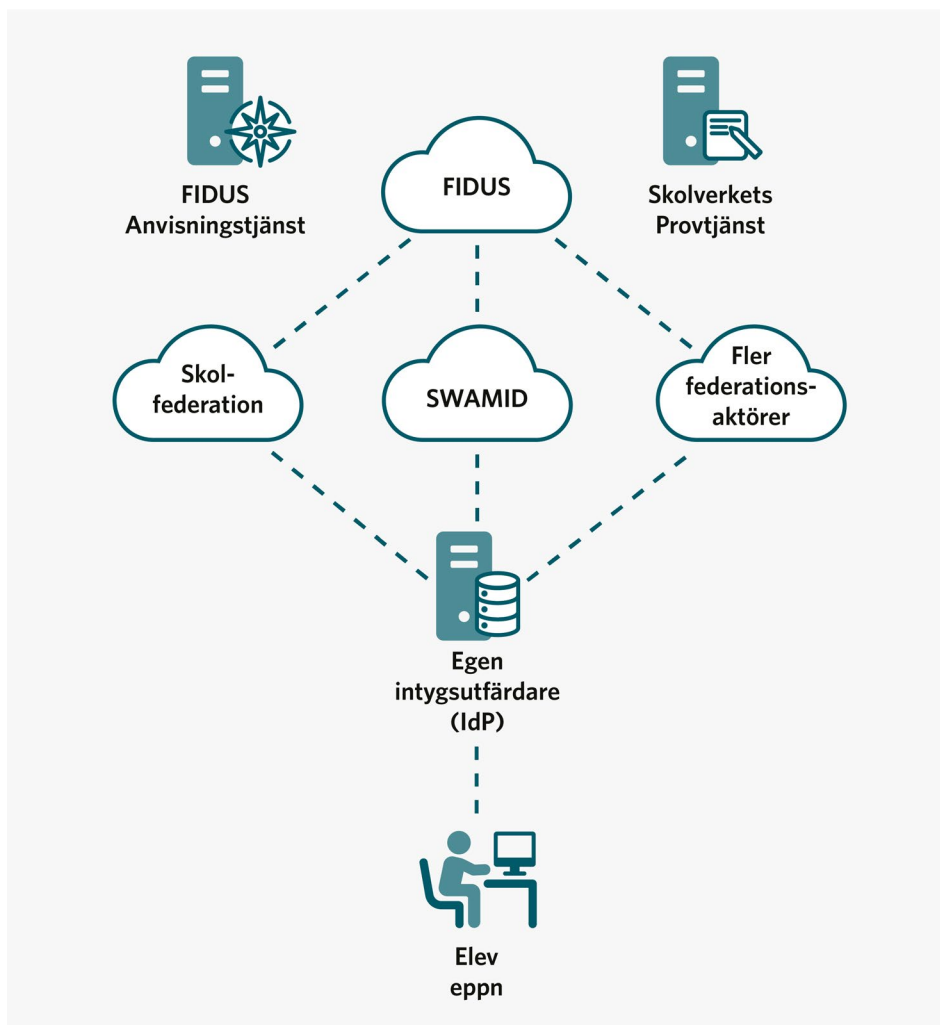 FIDUS
Anvisningstjänst
FIDUS
Skolverkets
Provtjänst
Skol-
federation
SWAMID
Fler
federations-
aktörer
Egen
intygsutfärdare
(IdP)
Elev
eppn